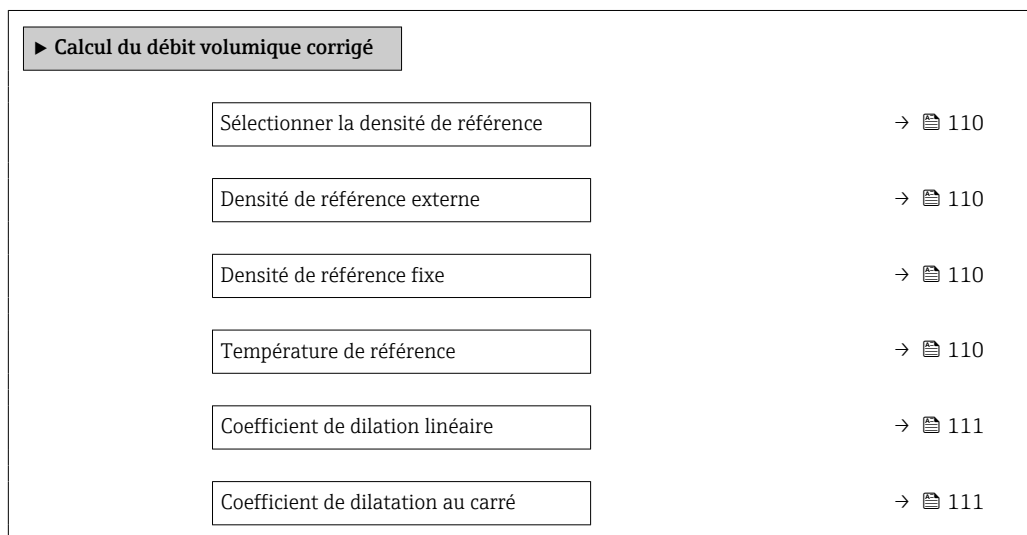 ▶ Calcul du débit volumique corrigé
Sélectionner la densité de référence → 110
Densité de référence externe → 110
Densité de référence fixe → 110
Température de référence → 110
Coefficient de dilation linéaire → 111
Coefficient de dilatation au carré → 111